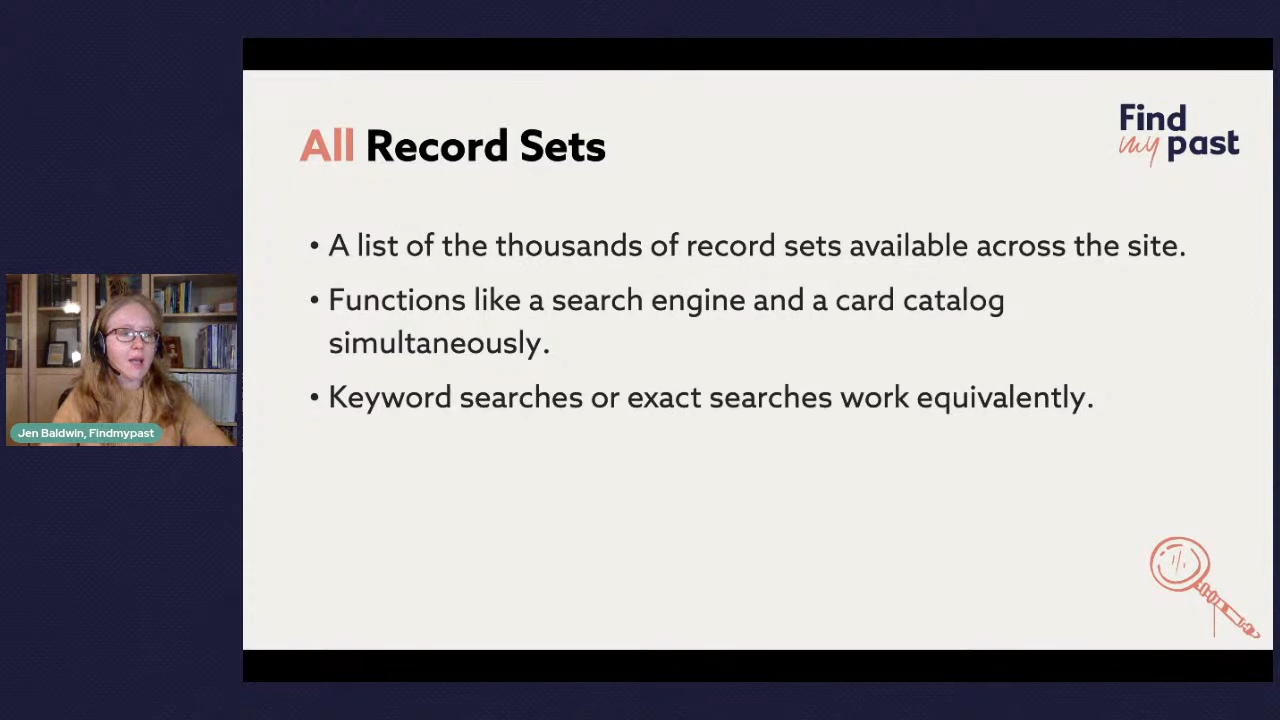 All Record Sets
Find
my past
• A list of the thousands of record sets available across the site.
• Functions like a search engine and a card catalog
simultaneously.
• Keyword searches or exact searches work equivalently.
Jen Baldwin, Findmypast